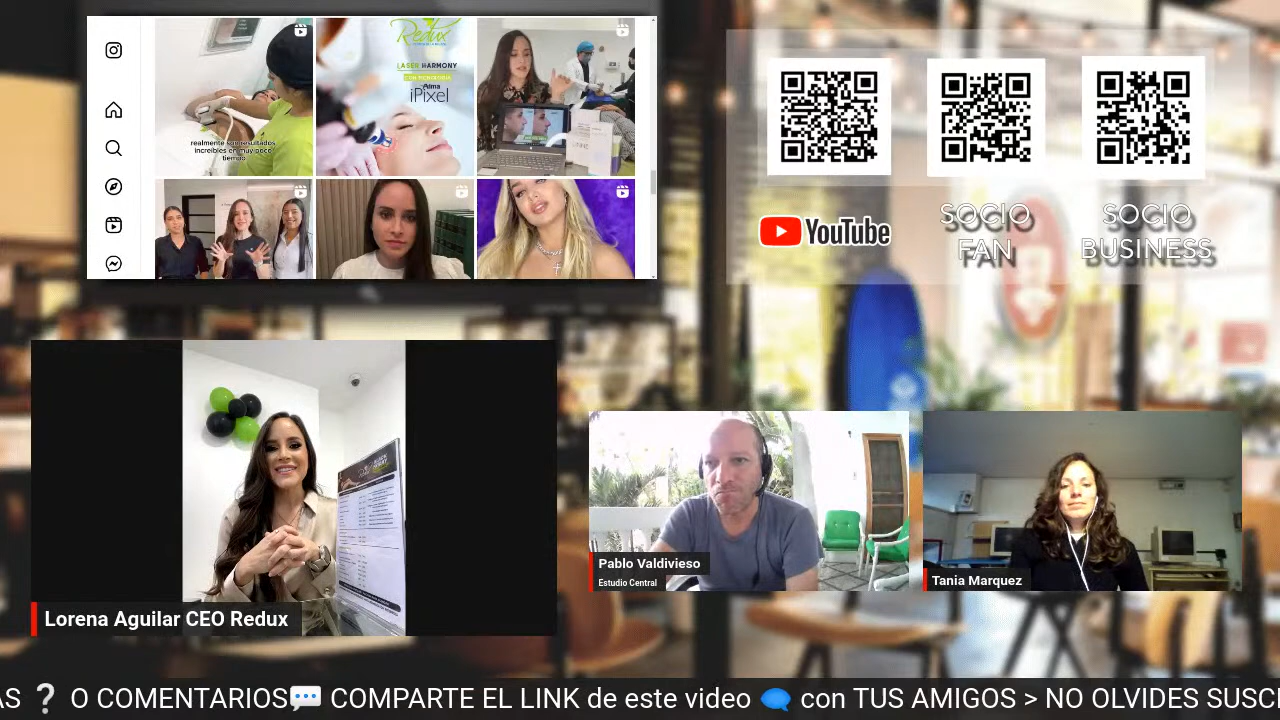 Redux
LASER HARMONY
Alma
iPixel
realmente son resultados
increíbles en muy poco
tiempo
YouTube
SOCIO
FAN
SOCIO
BUSINESS
Lorena Aguilar CEO Redux
Pablo Valdivieso
Estudio Central
Tania Marquez
AS ❔ O COMENTARIOS💬 COMPARTE EL LINK de este video 🗨 con TUS AMIGOS > NO OLVIDES SUSC